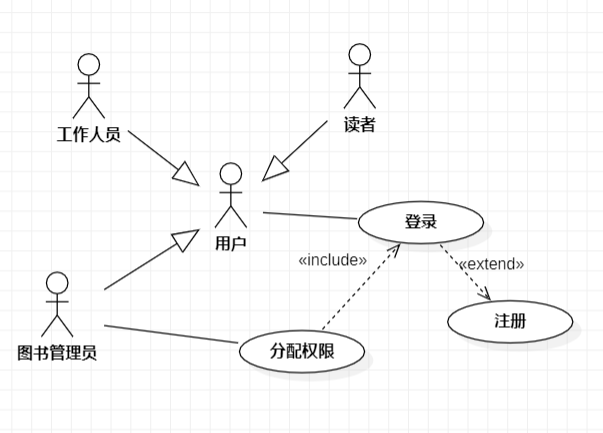 读者
工作人员
登录
用户
«include»
«extend»
注册
分配权限
图书管理员